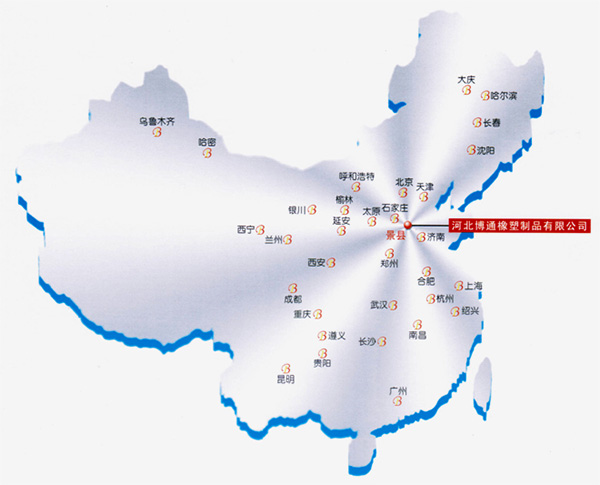 大庆
哈尔滨
乌鲁木齐
长春
哈密
沈阳
呼和浩特
北京
天津
银川
榆林
太原
石家庄
西宁
延安
河北博通橡塑制品有限公司
兰州
景县
济南
西安
郑州
合肥
成都
上海
杭州
重庆
武汉
绍兴
遵义
长沙
南昌
贵阳
昆明
广州